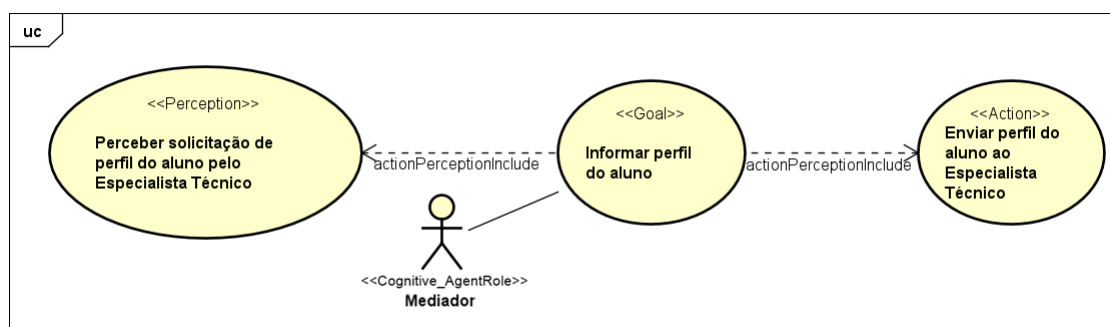 uc
<<Perception>>
Perceber solicitação de
perfil do aluno pelo
Especialista Técnico
actionPerceptionInclude
<<Goal>>
Informar perfil
do aluno
actionPerceptionInclude
<<Action>>
Enviar perfil do
aluno ao
Especialista
Técnico
<<Cognitive_AgentRole>>
Mediador